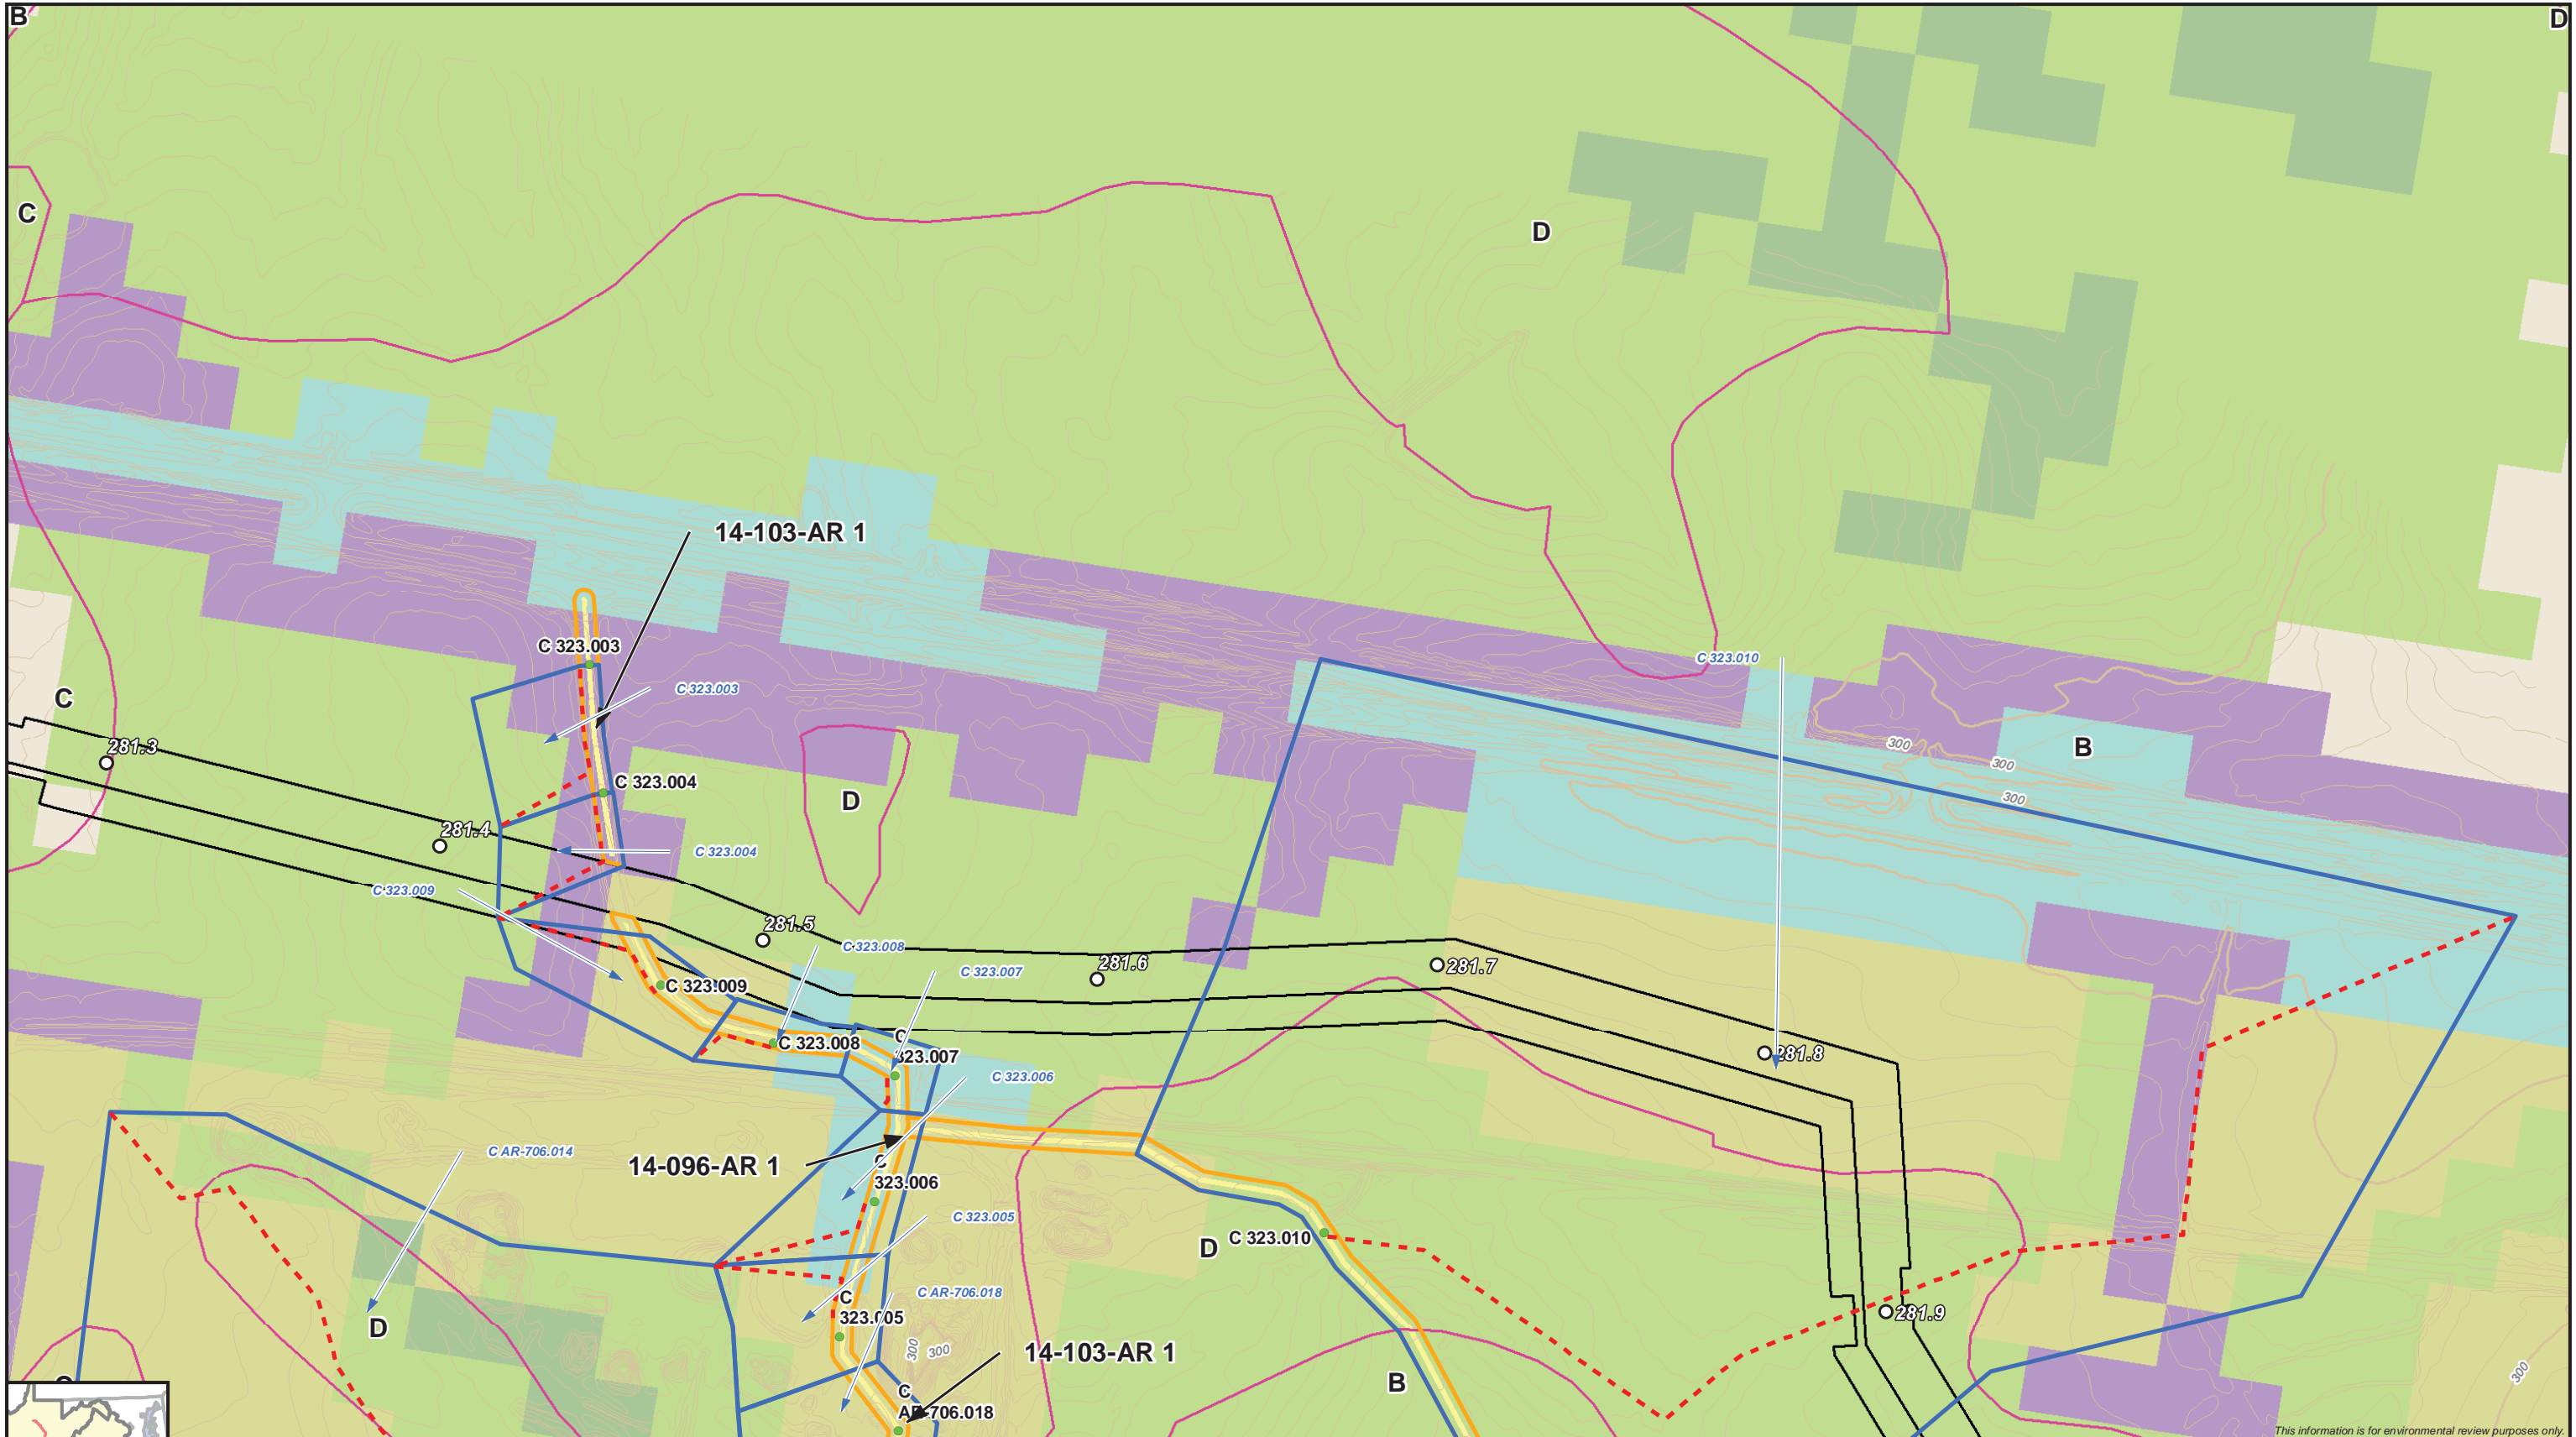 B
D
C
D
14-103-AR 1
C 323.003
C 323.010
C 323.003
C
281.3
B
300
300
300
C 323.004
D
281.4
C 323.004
C 323.009
281.5
C 323.008
281.6
281.7
C 323.007
C 323.009
C 323.008
C
323.007
281.8
C 323.006
C AR-706.014
14-096-AR 1
C
323.006
C 323.005
C 323.010
D
C AR-706.018
C
323.005
281.9
D
300
300
14-103-AR 1
B
300
C
AR-706.018
This information is for environmental review purposes only.